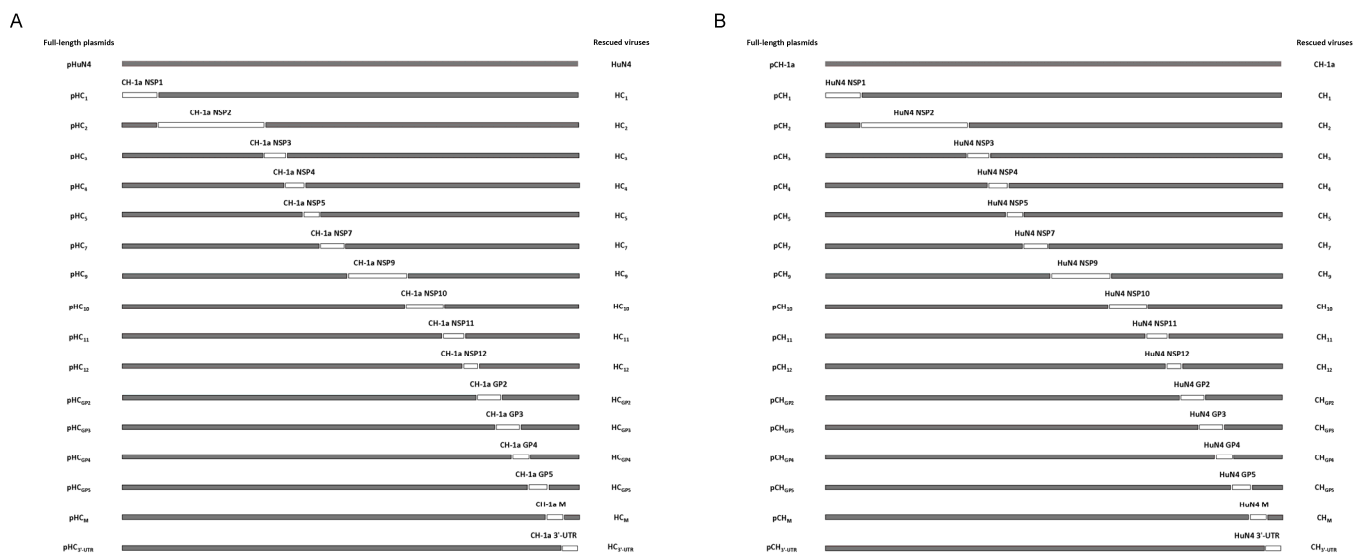 A
Full-length plasmids Rescued viruses
pHuN4 HuN4
CH-1a NSP1
pHC1 HC1
CH-1a NSP2
pHC2 HC2
CH-1a NSP3
pHC3 HC3
CH-1a NSP4
pHC4 HC4
CH-1a NSP5
pHC5 HC5
CH-1a NSP7
pHC7 HC7
CH-1a NSP9
pHC9 HC9
CH-1a NSP10
pHC10 HC10
CH-1a NSP11
pHC11 HC11
CH-1a NSP12
pHC12 HC12
CH-1a GP2
pHCGP2 HCGP2
CH-1a GP3
pHCGP3 HCGP3
CH-1a GP4
pHCGP4 HCGP4
CH-1a GP5
pHCGP5 HCGP5
CH-1a M
pHCM HCM
CH-1a 3'-UTR
pHC3'-UTR HC3'-UTR
B
Full-length plasmids Rescued viruses
pCH-1a CH-1a
HuN4 NSP1
pCH1 CH1
HuN4 NSP2
pCH2 CH2
HuN4 NSP3
pCH3 CH3
HuN4 NSP4
pCH4 CH4
HuN4 NSP5
pCH5 CH5
HuN4 NSP7
pCH7 CH7
HuN4 NSP9
pCH9 CH9
HuN4 NSP10
pCH10 CH10
HuN4 NSP11
pCH11 CH11
HuN4 NSP12
pCH12 CH12
HuN4 GP2
pCHGP2 CHGP2
HuN4 GP3
pCHGP3 CHGP3
HuN4 GP4
pCHGP4 CHGP4
HuN4 GP5
pCHGP5 CHGP5
HuN4 M
pCHM CHM
HuN4 3'-UTR
pCH3'-UTR CH3'-UTR